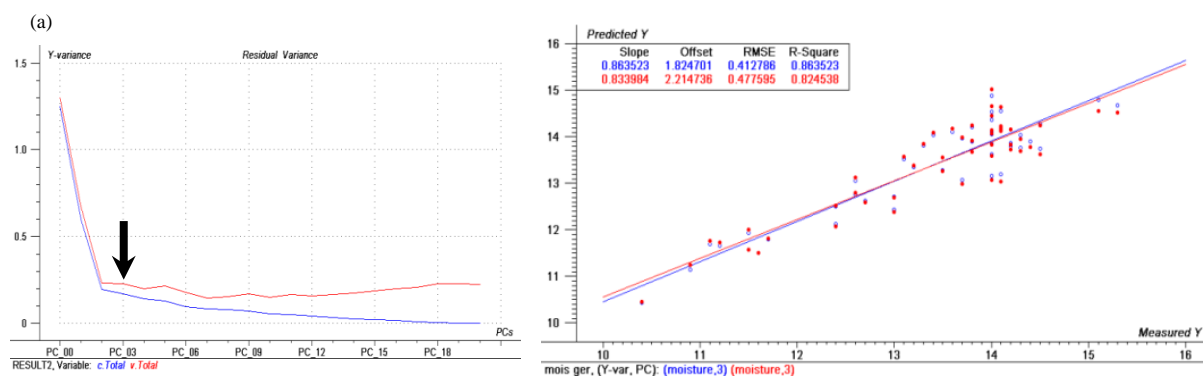 (a)
Y-variance Residual Variance
1.5
1.0
0.5
0
PCs
PC_00 PC_03 PC_06 PC_09 PC_12 PC_15 PC_18
RESULT2, Variable: c.Total v.Total
Predicted Y
16
Slope Offset RMSE R-Square
0.863523 1.824701 0.412786 0.863523
0.833984 2.214736 0.477595 0.824538
15
14
13
12
11
10
Measured Y
10 11 12 13 14 15 16
mois ger, (Y-var, PC): (moisture,3) (moisture,3)